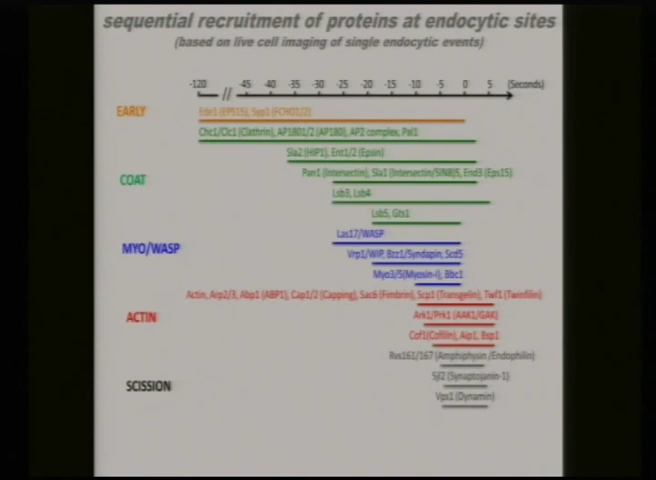 sequential recruitment of proteins at endocytic sites
(based on live cell imaging of single endocytic events)
-120 // -45 -40 -35 -30 -25 -20 -15 -10 -5 0 5 (Seconds)
EARLY
Ede1 (EPS15), Syp1 (FCHO1/2)
Chc1/Clc1 (Clathrin), AP1801/2 (AP180), AP2 complex, Pal1
Sla2 (HIP1), Ent1/2 (Epsin)
COAT
Pan1 (Intersectin), Sla1 (Intersectin/SIN85), End3 (Eps15)
Lsb3, Lsb4
Lsb5, Gts1
MYO/WASP
Las17/WASP
Vrp1/WIP, Bzz1/Syndapin, Scd5
Myo3/5(Myosin-I), Bbc1
Actin, Arp2/3, Abp1 (ABP1), Cap1/2 (Capping), Sac6 (Fimbrin), Scp1 (Transgelin), Twf1 (Twinfilin)
ACTIN
Ark1/Prk1 (AAK1/GAK)
Cof1(Cofilin), Aip1, Bsp1
Rvs161/167 (Amphiphysin /Endophilin)
SCISSION
Sjl2 (Synaptojanin-1)
Vps1 (Dynamin)